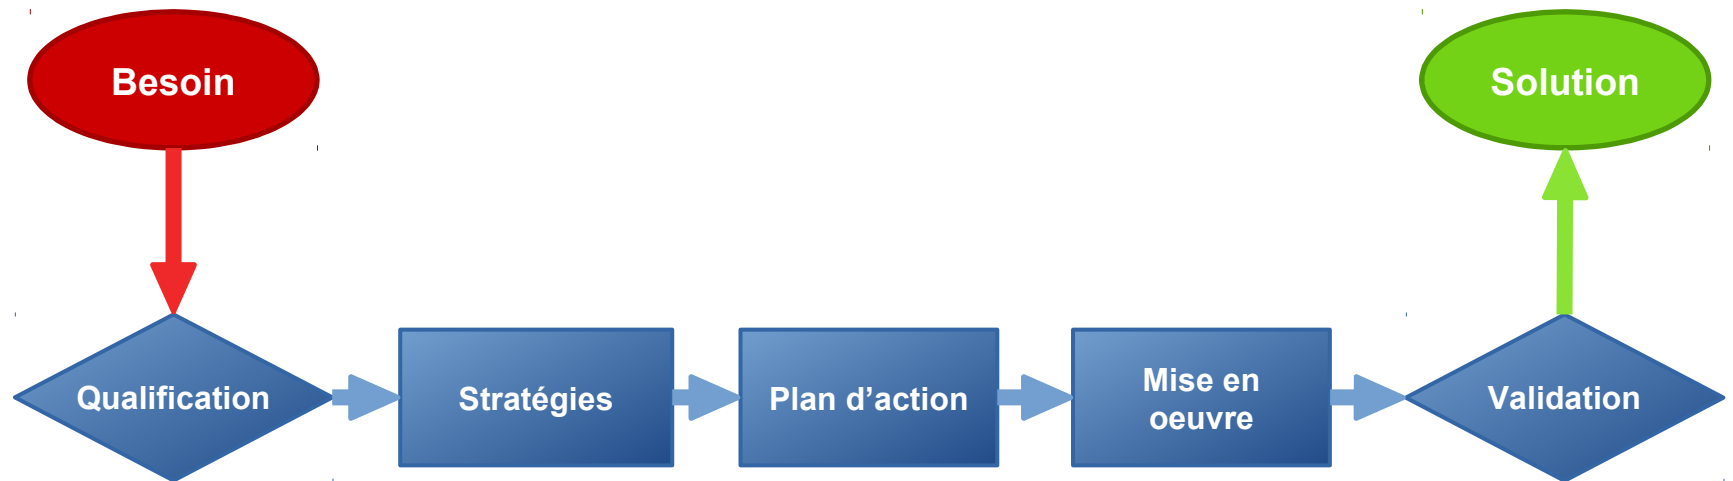 Besoin
Solution
Qualification
Stratégies
Plan d’action
Mise en
oeuvre
Validation